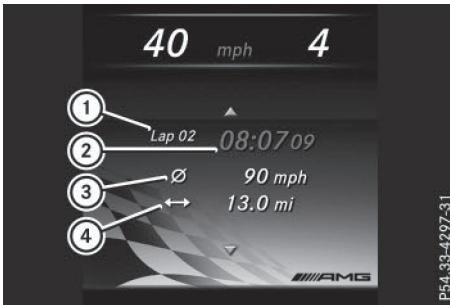 40 mph 4
1
Lap 02 08:07 09
2
3
Ø 90 mph
4
↔ 13.0 mi
AMG
P54.33-4297-31